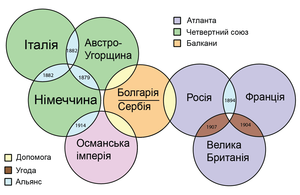 Італія
Австро-
Угорщина
1882
1882
1879
Німеччина
1914
Османська
імперія
Болгарія
Сербія
Росія
1894
Франція
1907
1904
Велика
Британія
Атланта
Четвертний союз
Балкани
Допомога
Угода
Альянс